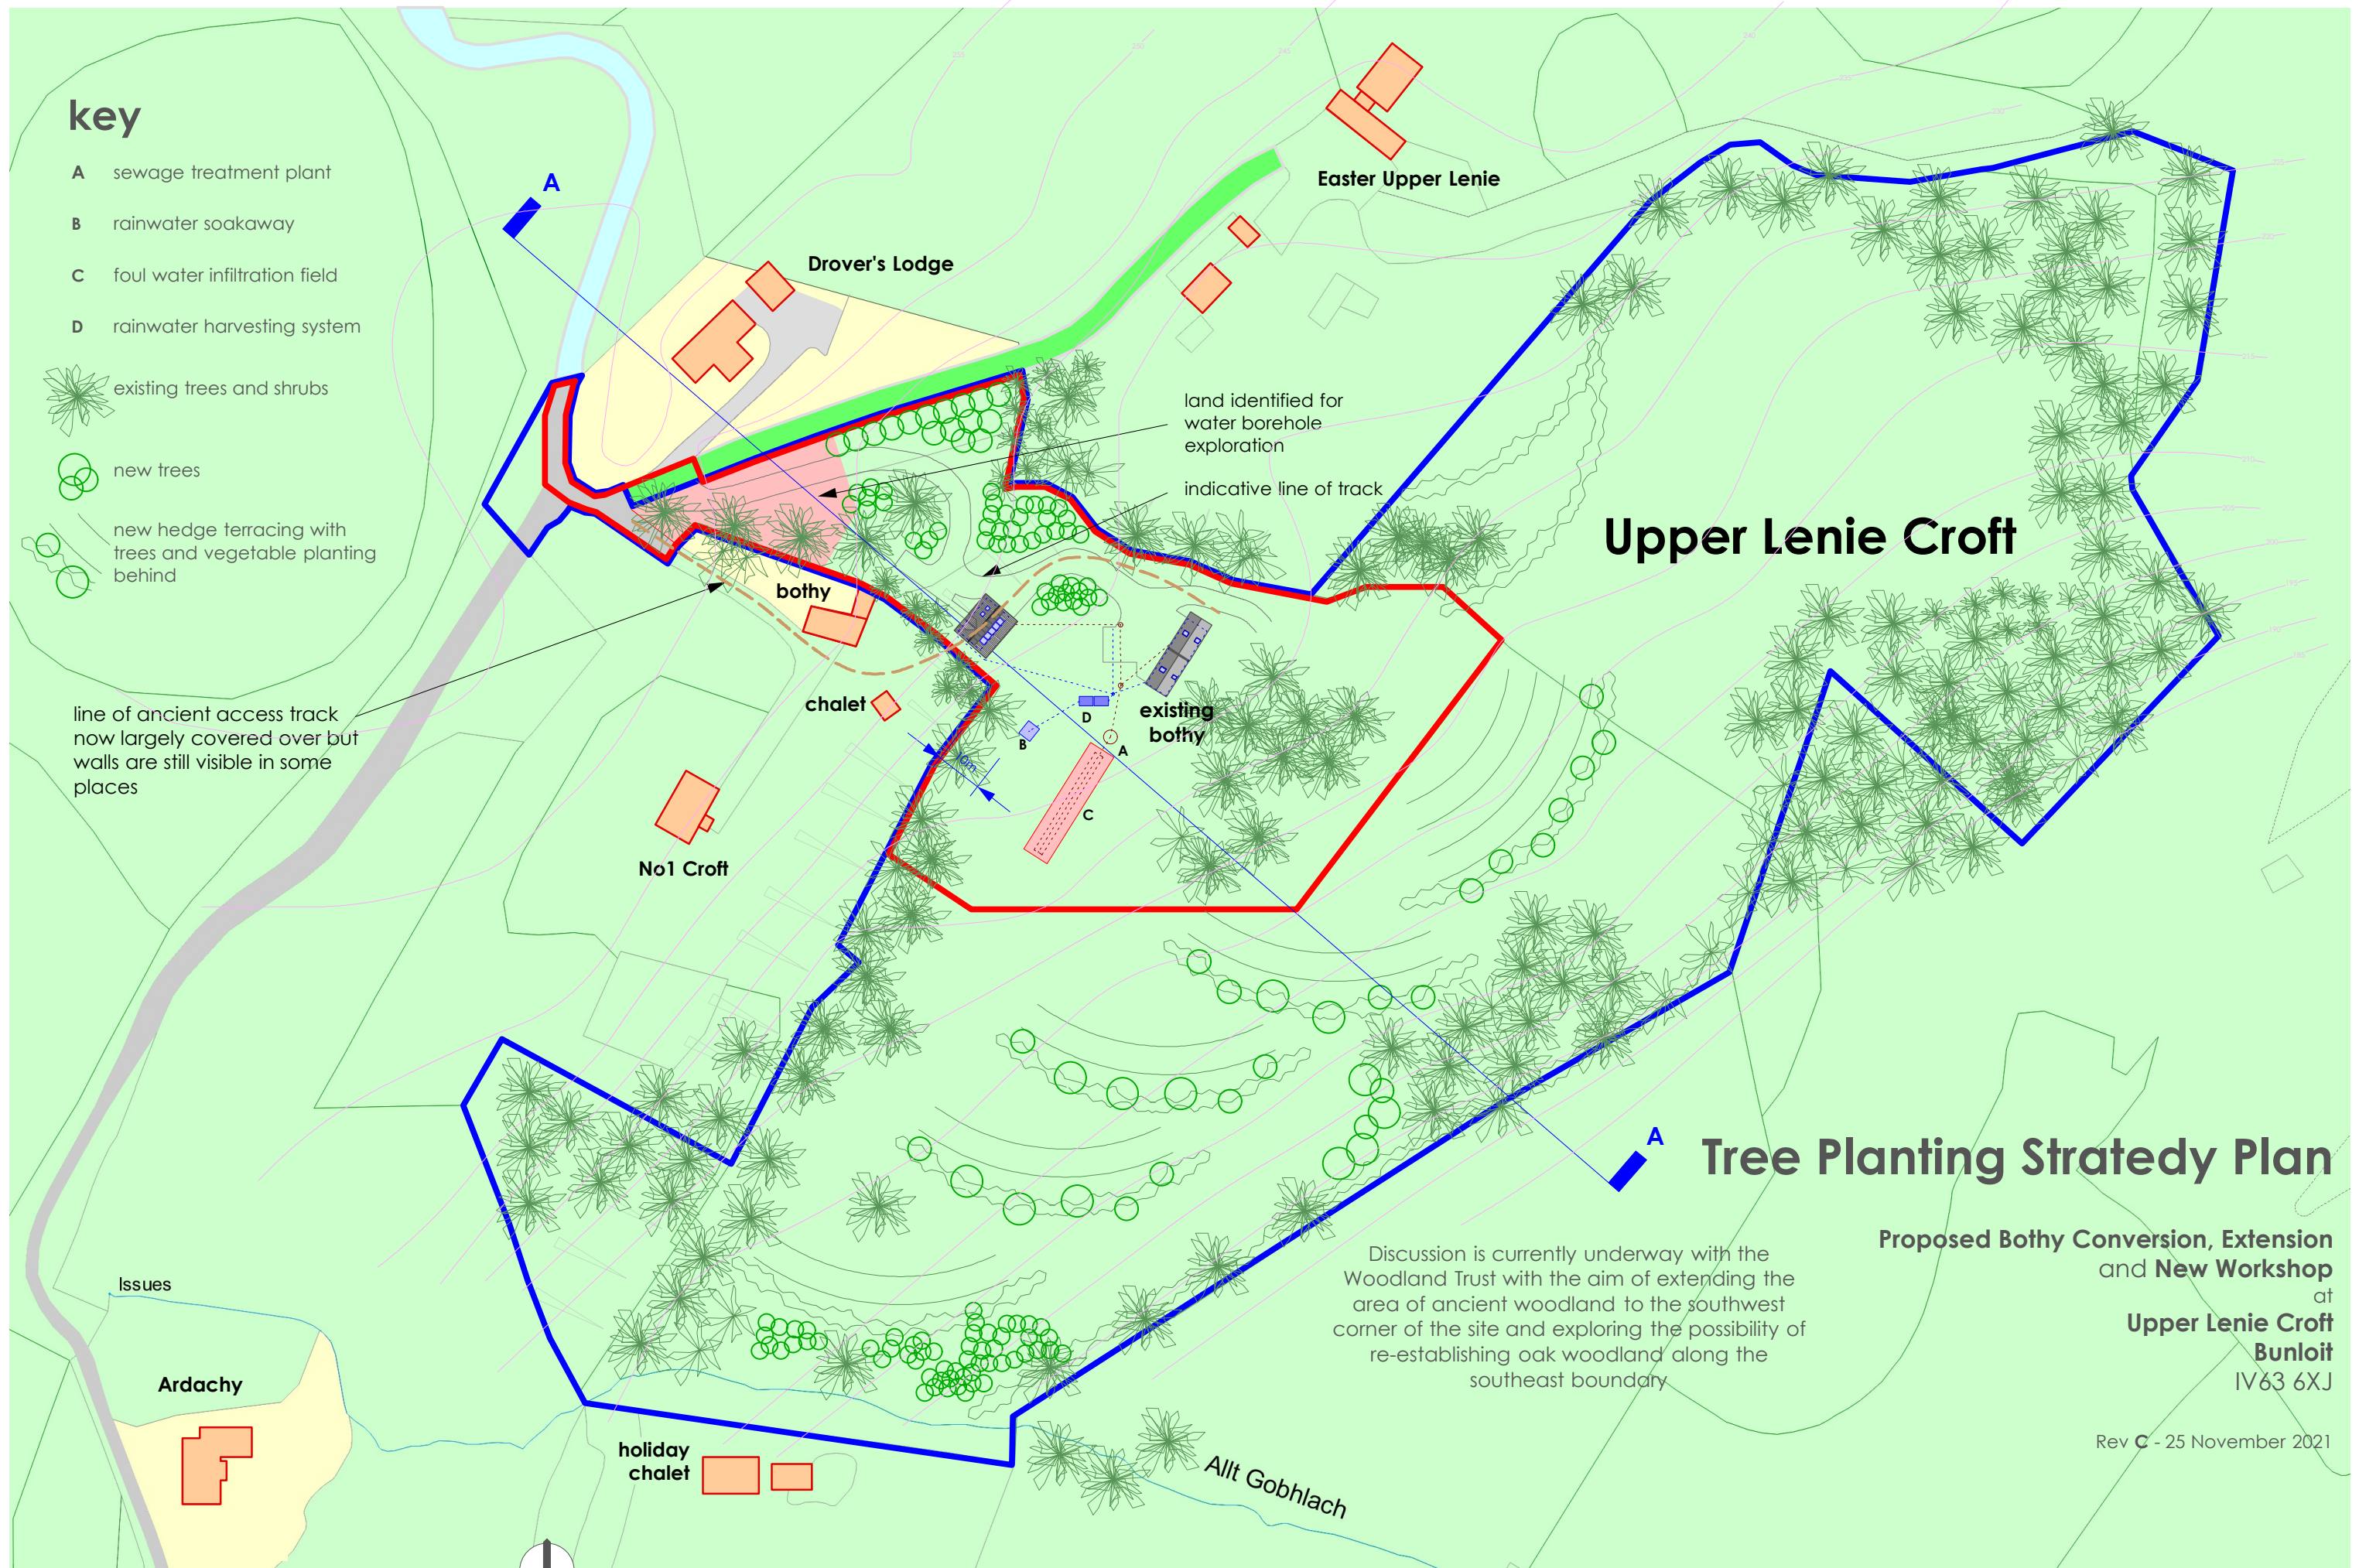 key
A sewage treatment plant
B rainwater soakaway
C foul water infiltration field
D rainwater harvesting system
existing trees and shrubs
new trees
new hedge terracing with
trees and vegetable planting
behind
line of ancient access track
now largely covered over but
walls are still visible in some
places
A
Drover's Lodge
Easter Upper Lenie
land identified for
water borehole
exploration
indicative line of track
Upper Lenie Croft
bothy
chalet
No1 Croft
existing
bothy
D
B
A
C
10m
Issues
Ardachy
holiday
chalet
Allt Gobhlach
A
Tree Planting Stratedy Plan
Proposed Bothy Conversion, Extension
and New Workshop
at
Upper Lenie Croft
Bunloit
IV63 6XJ
Rev C - 25 November 2021
Discussion is currently underway with the
Woodland Trust with the aim of extending the
area of ancient woodland to the southwest
corner of the site and exploring the possibility of
re-establishing oak woodland along the
southeast boundary